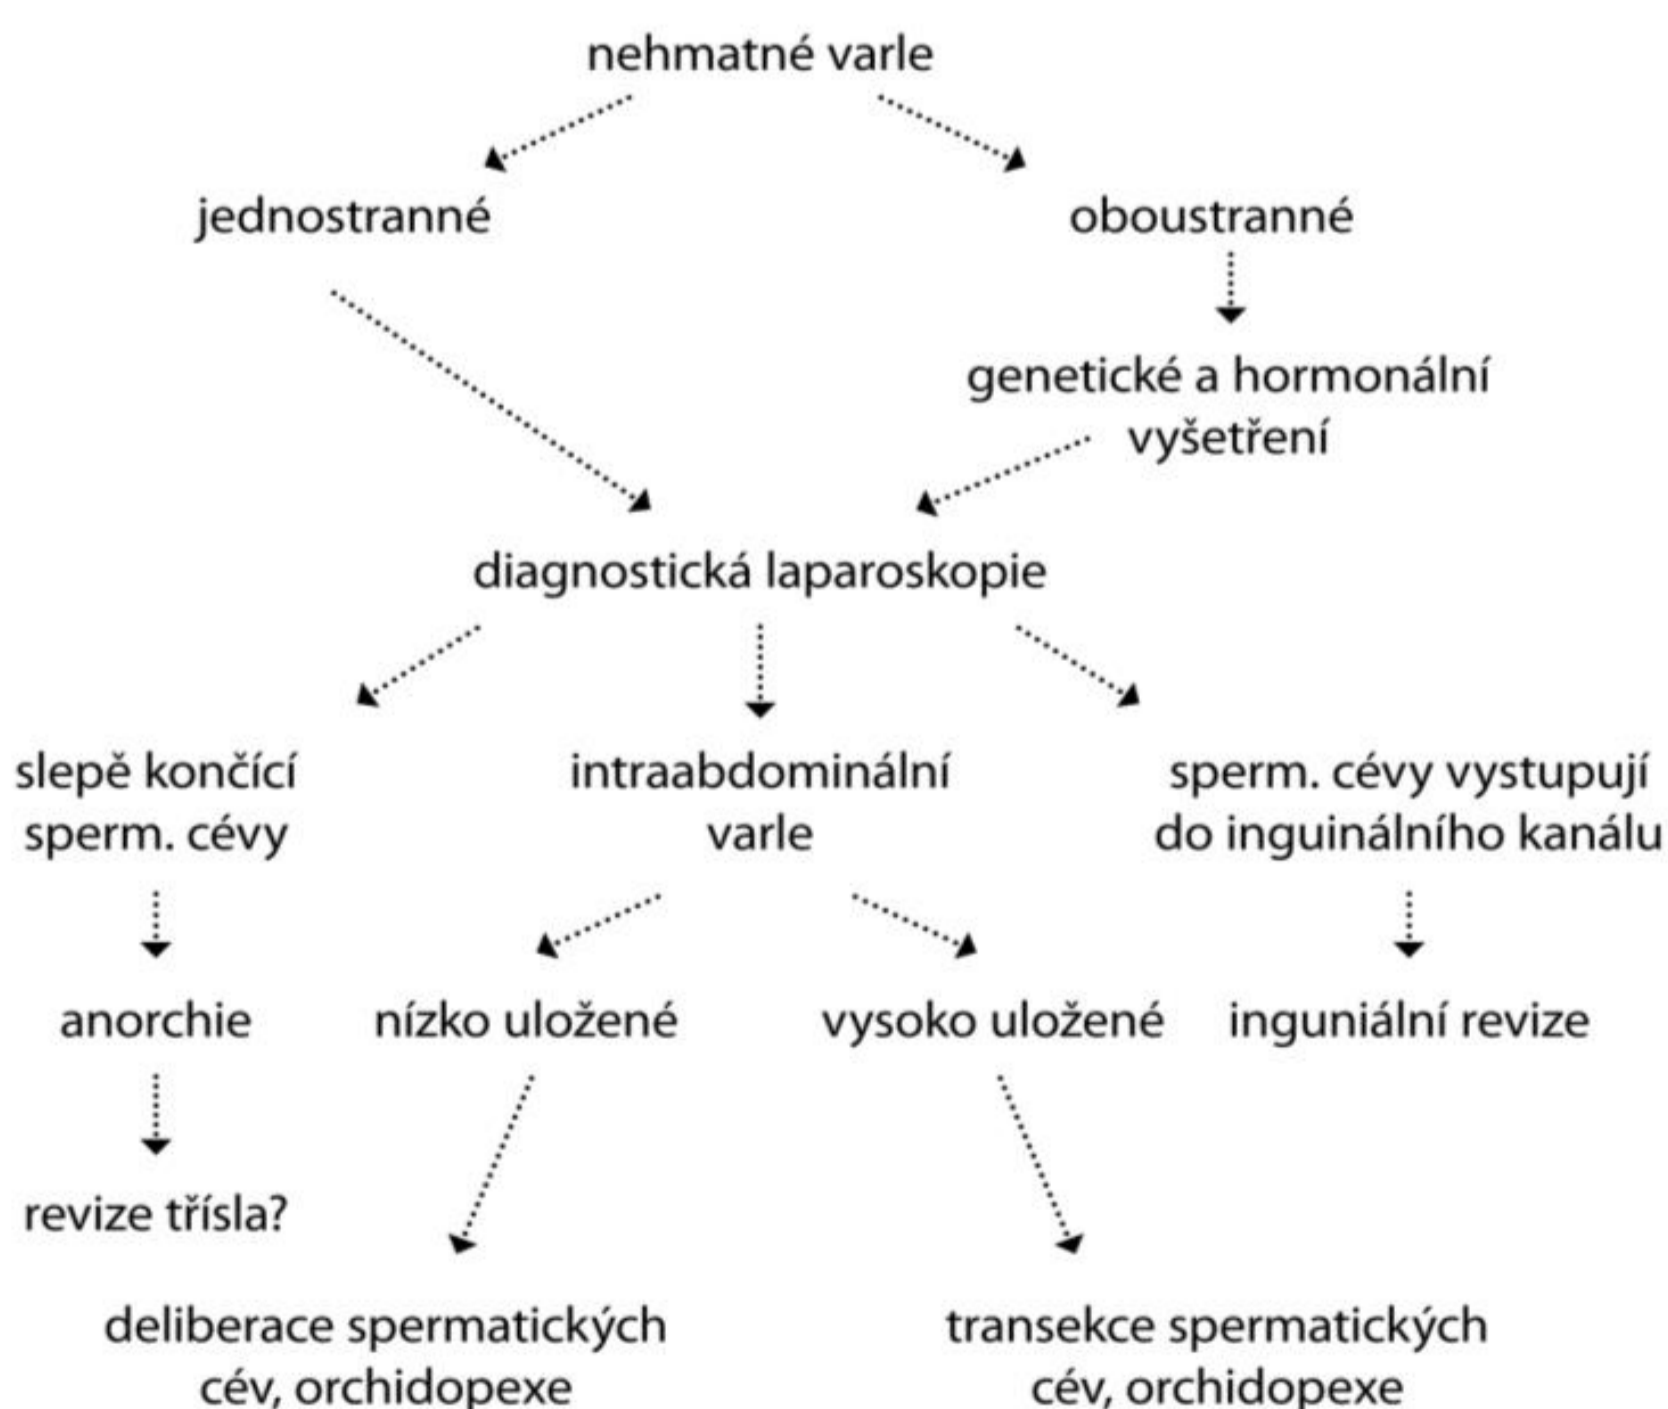 nehmatné varle
jednostranné
oboustranné
genetické a hormonální
vyšetření
diagnostická laparoskopie
slepě končící
sperm. cévy
intraabdominální
varle
sperm. cévy vystupují
do inguinálního kanálu
anorchie
nízko uložené
vysoko uložené
inguniální revize
revize třísla?
deliberace spermatických
cév, orchidopexe
transekce spermatických
cév, orchidopexe